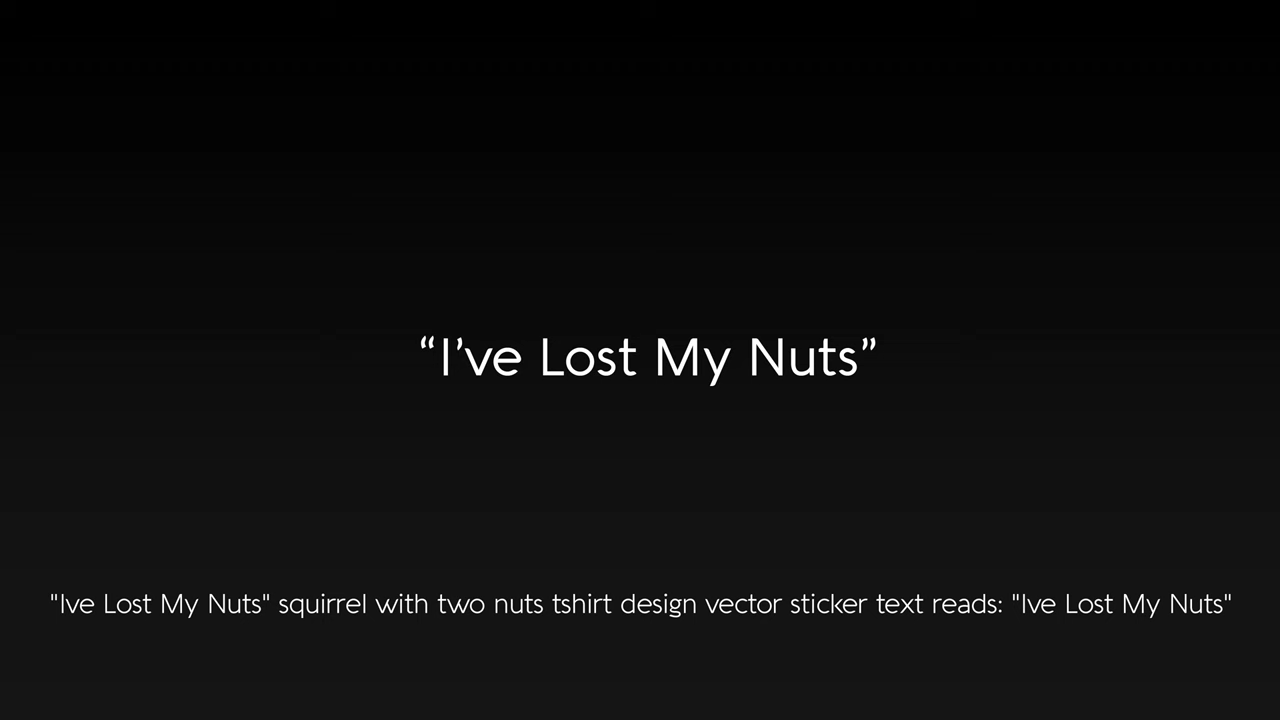 “I’ve Lost My Nuts”
"Ive Lost My Nuts" squirrel with two nuts tshirt design vector sticker text reads: "Ive Lost My Nuts"